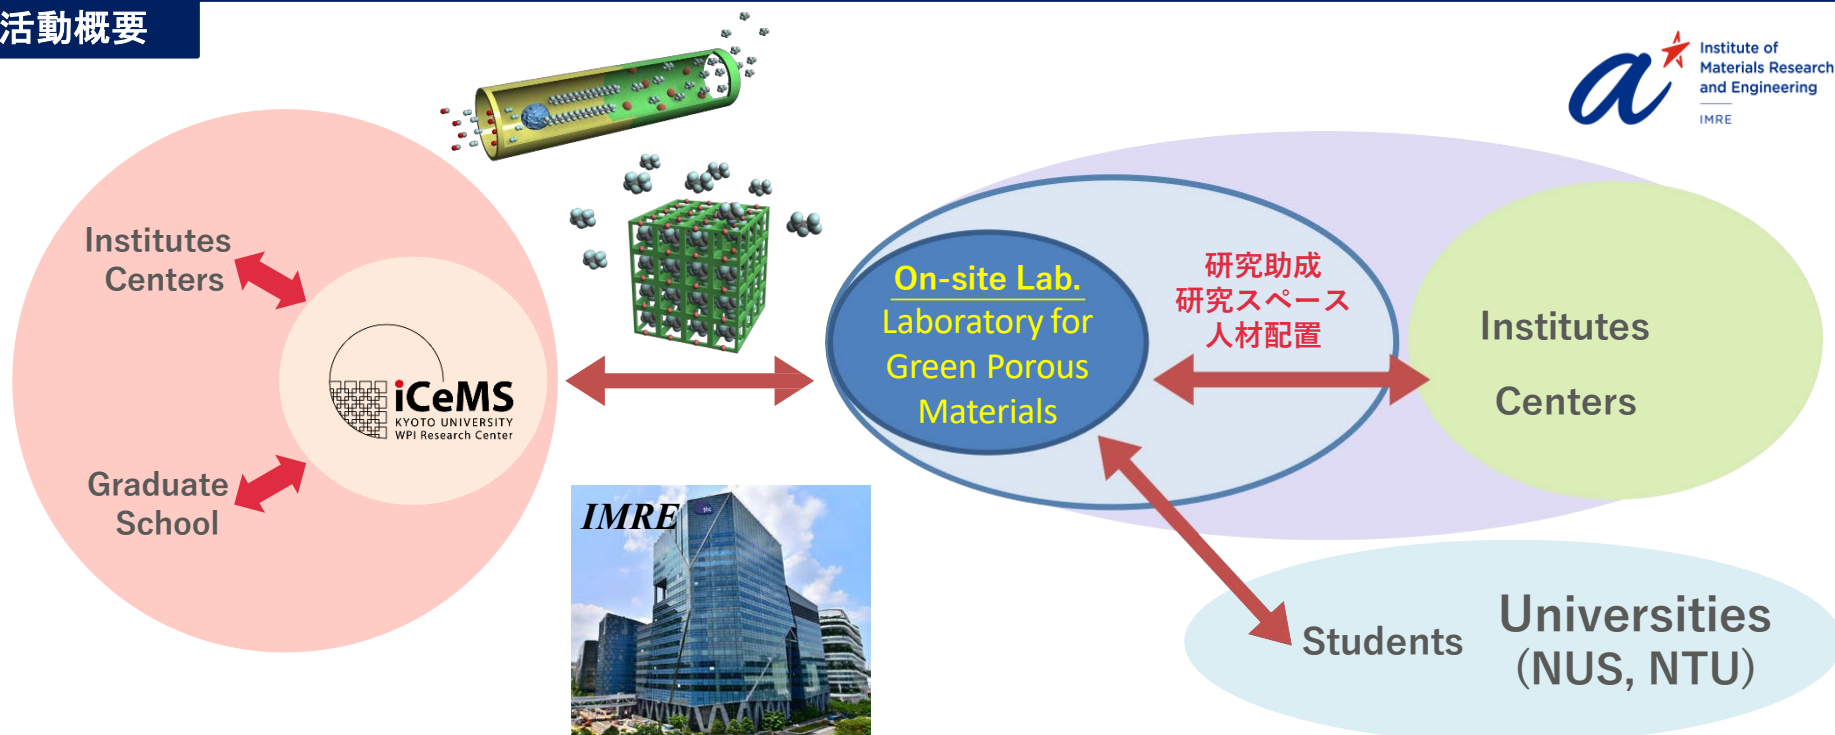 活動概要
Institute of
Materials Research
and Engineering
IMRE
Institutes
Centers
iCeMS
KYOTO UNIVERSITY
WPI Research Center
Graduate
School
On-site Lab.
Laboratory for
Green Porous
Materials
研究助成
研究スペース
人材配置
Institutes
Centers
IMRE
Students
Universities
(NUS, NTU)